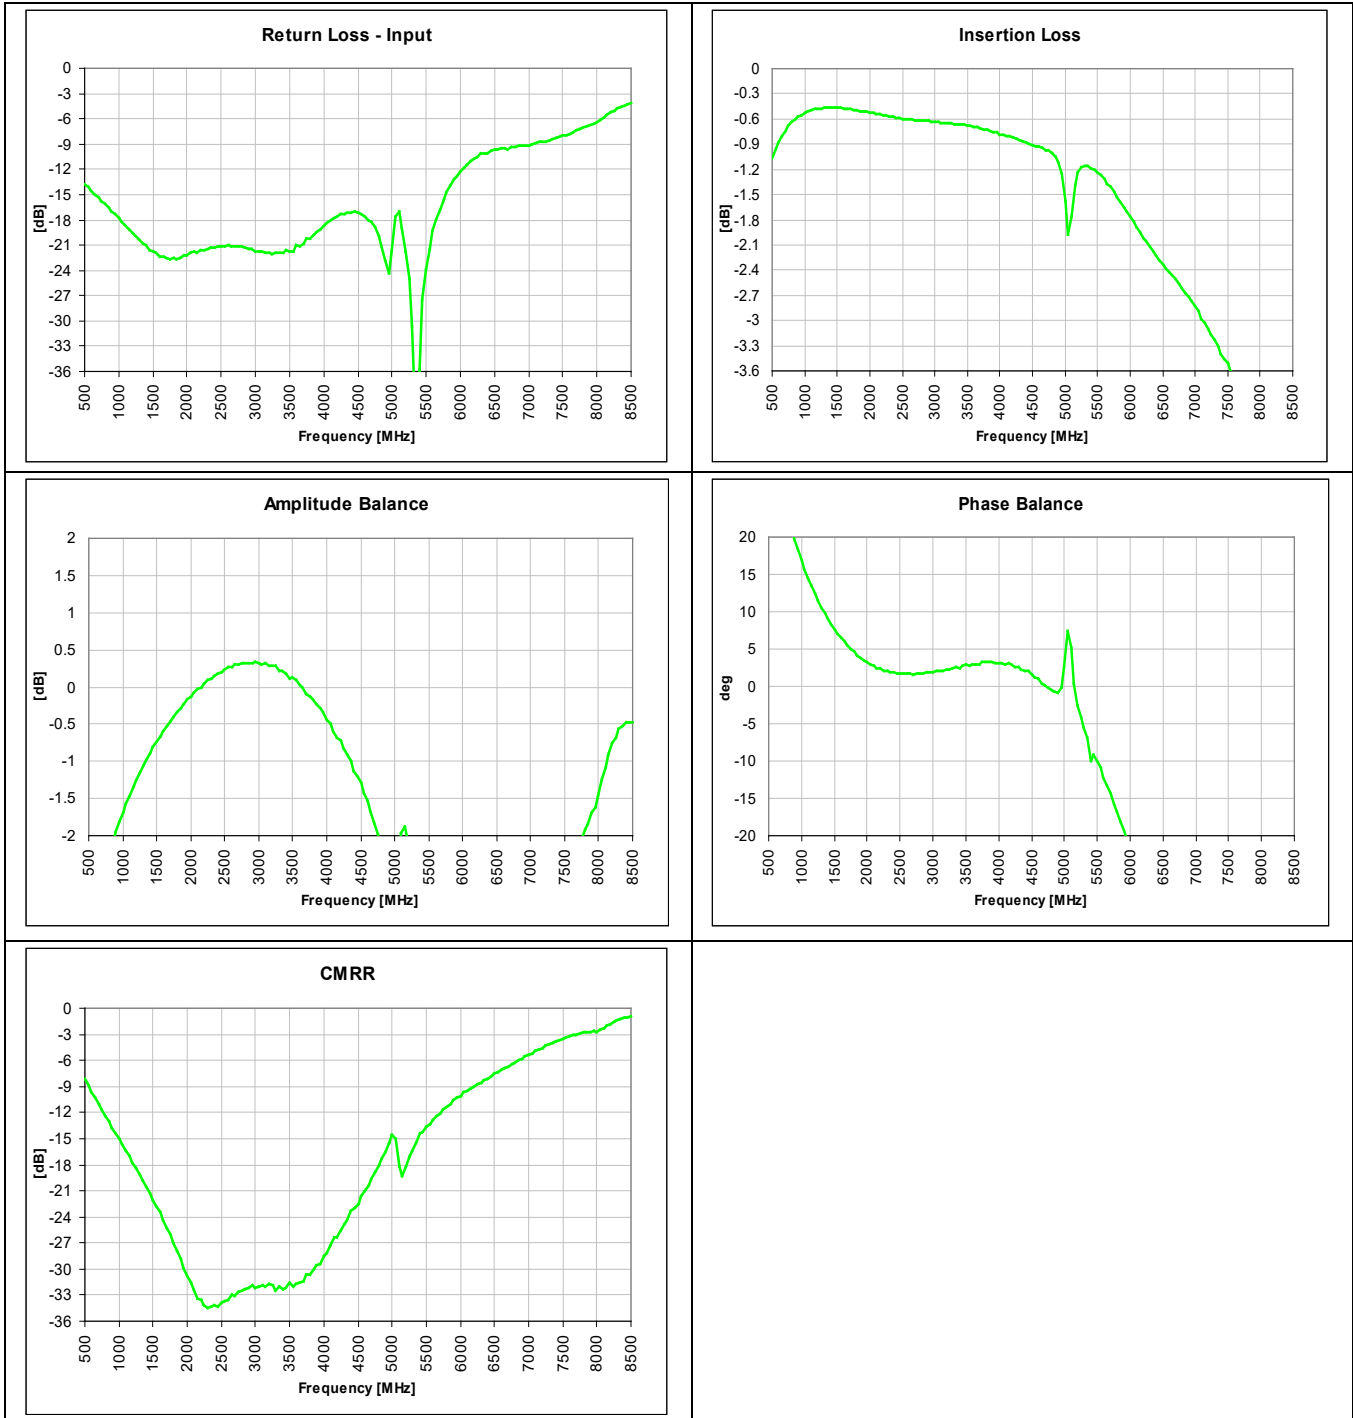 Return Loss - Input
0
-3
-6
-9
-12
-15
-18
-21
-24
-27
-30
-33
-36
[dB]
500 1000 1500 2000 2500 3000 3500 4000 4500 5000 5500 6000 6500 7000 7500 8000 8500
Frequency [MHz]
Insertion Loss
0
-0.3
-0.6
-0.9
-1.2
-1.5
-1.8
-2.1
-2.4
-2.7
-3
-3.3
-3.6
[dB]
500 1000 1500 2000 2500 3000 3500 4000 4500 5000 5500 6000 6500 7000 7500 8000 8500
Frequency [MHz]
Amplitude Balance
2
1.5
1
0.5
0
-0.5
-1
-1.5
-2
[dB]
500 1000 1500 2000 2500 3000 3500 4000 4500 5000 5500 6000 6500 7000 7500 8000 8500
Frequency [MHz]
Phase Balance
20
15
10
5
0
-5
-10
-15
-20
deg
500 1000 1500 2000 2500 3000 3500 4000 4500 5000 5500 6000 6500 7000 7500 8000 8500
Frequency [MHz]
CMRR
0
-3
-6
-9
-12
-15
-18
-21
-24
-27
-30
-33
-36
[dB]
500 1000 1500 2000 2500 3000 3500 4000 4500 5000 5500 6000 6500 7000 7500 8000 8500
Frequency [MHz]